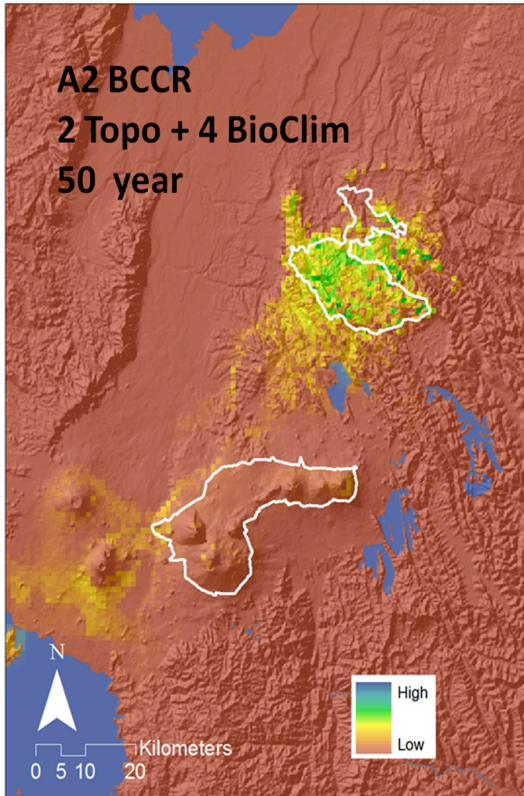 A2 BCCR
2 Topo + 4 BioClim
50 year
High
Low
N
Kilometers
0 5 10 20